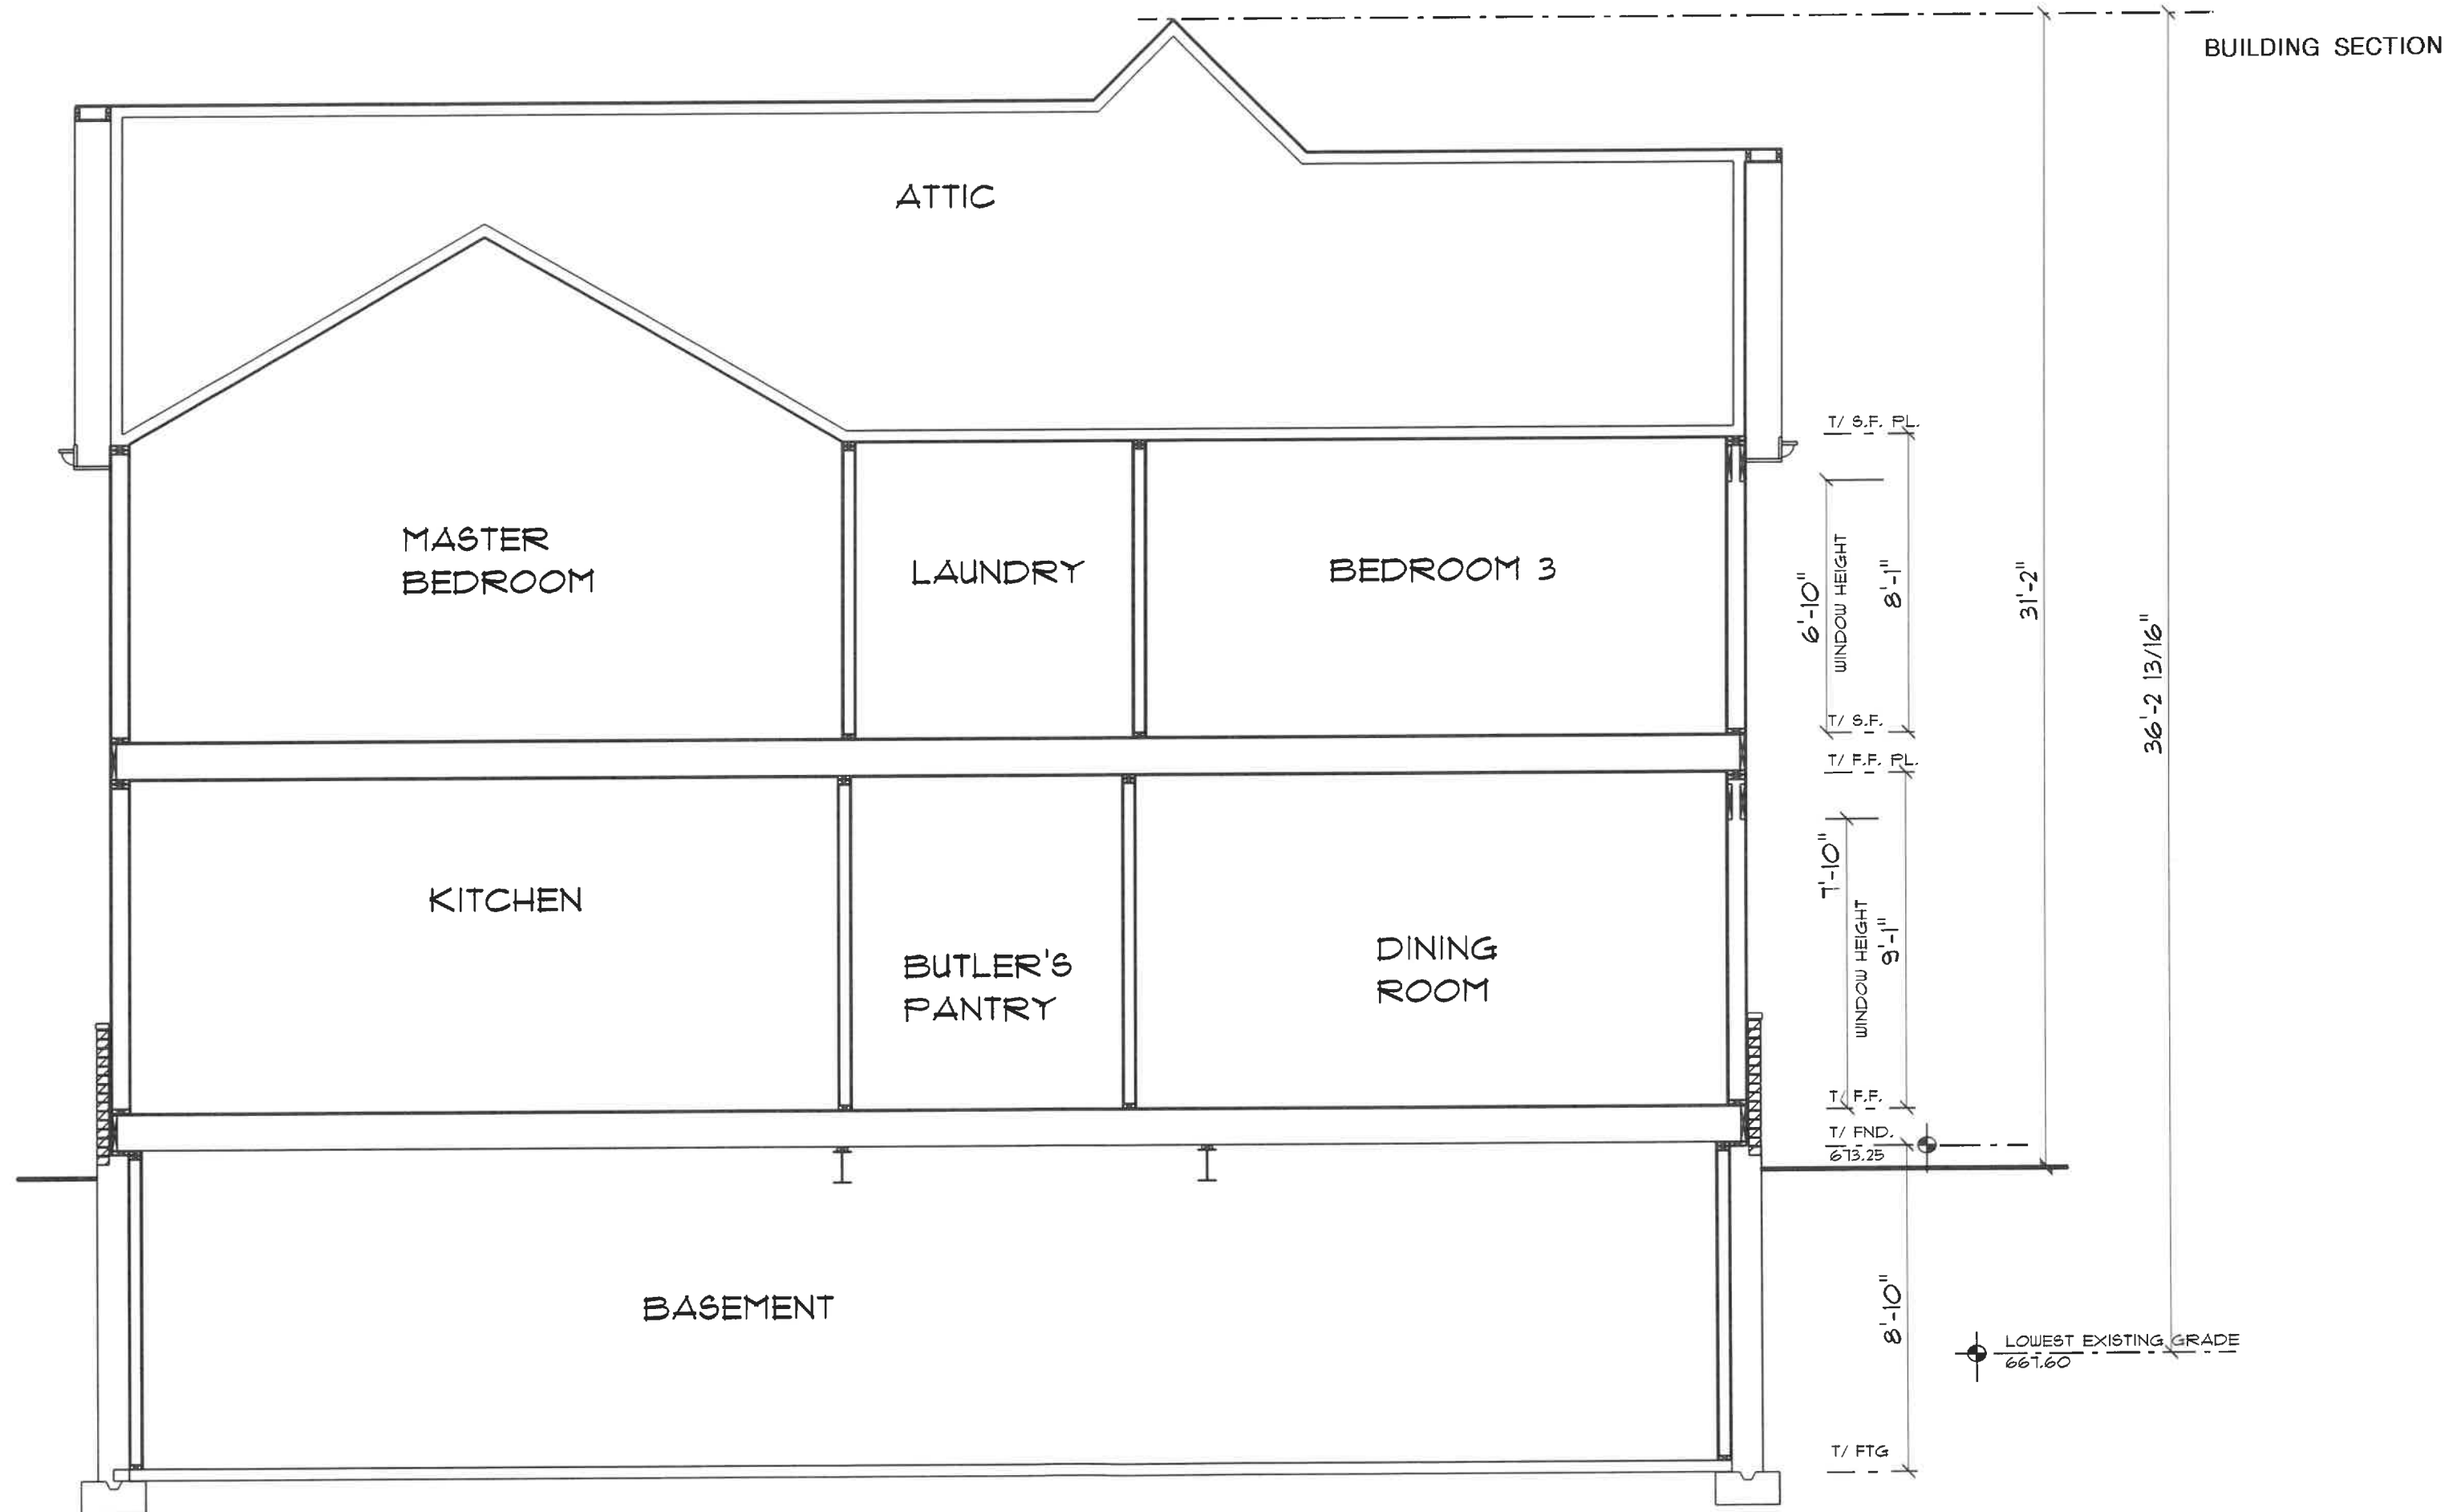 BUILDING SECTION
ATTIC
T/ S.F. PL.
MASTER
BEDROOM
LAUNDRY
BEDROOM 3
6'-10"
WINDOW HEIGHT
8'-1"
31'-2"
36'-2 13/16"
T/ S.F.
T/ F.F. PL.
KITCHEN
BUTLER'S
PANTRY
DINING
ROOM
7'-10"
WINDOW HEIGHT
9'-1"
T/ F.F.
T/ FND.
673.25
BASEMENT
8'-10"
LOWEST EXISTING GRADE
667.60
T/ FTG